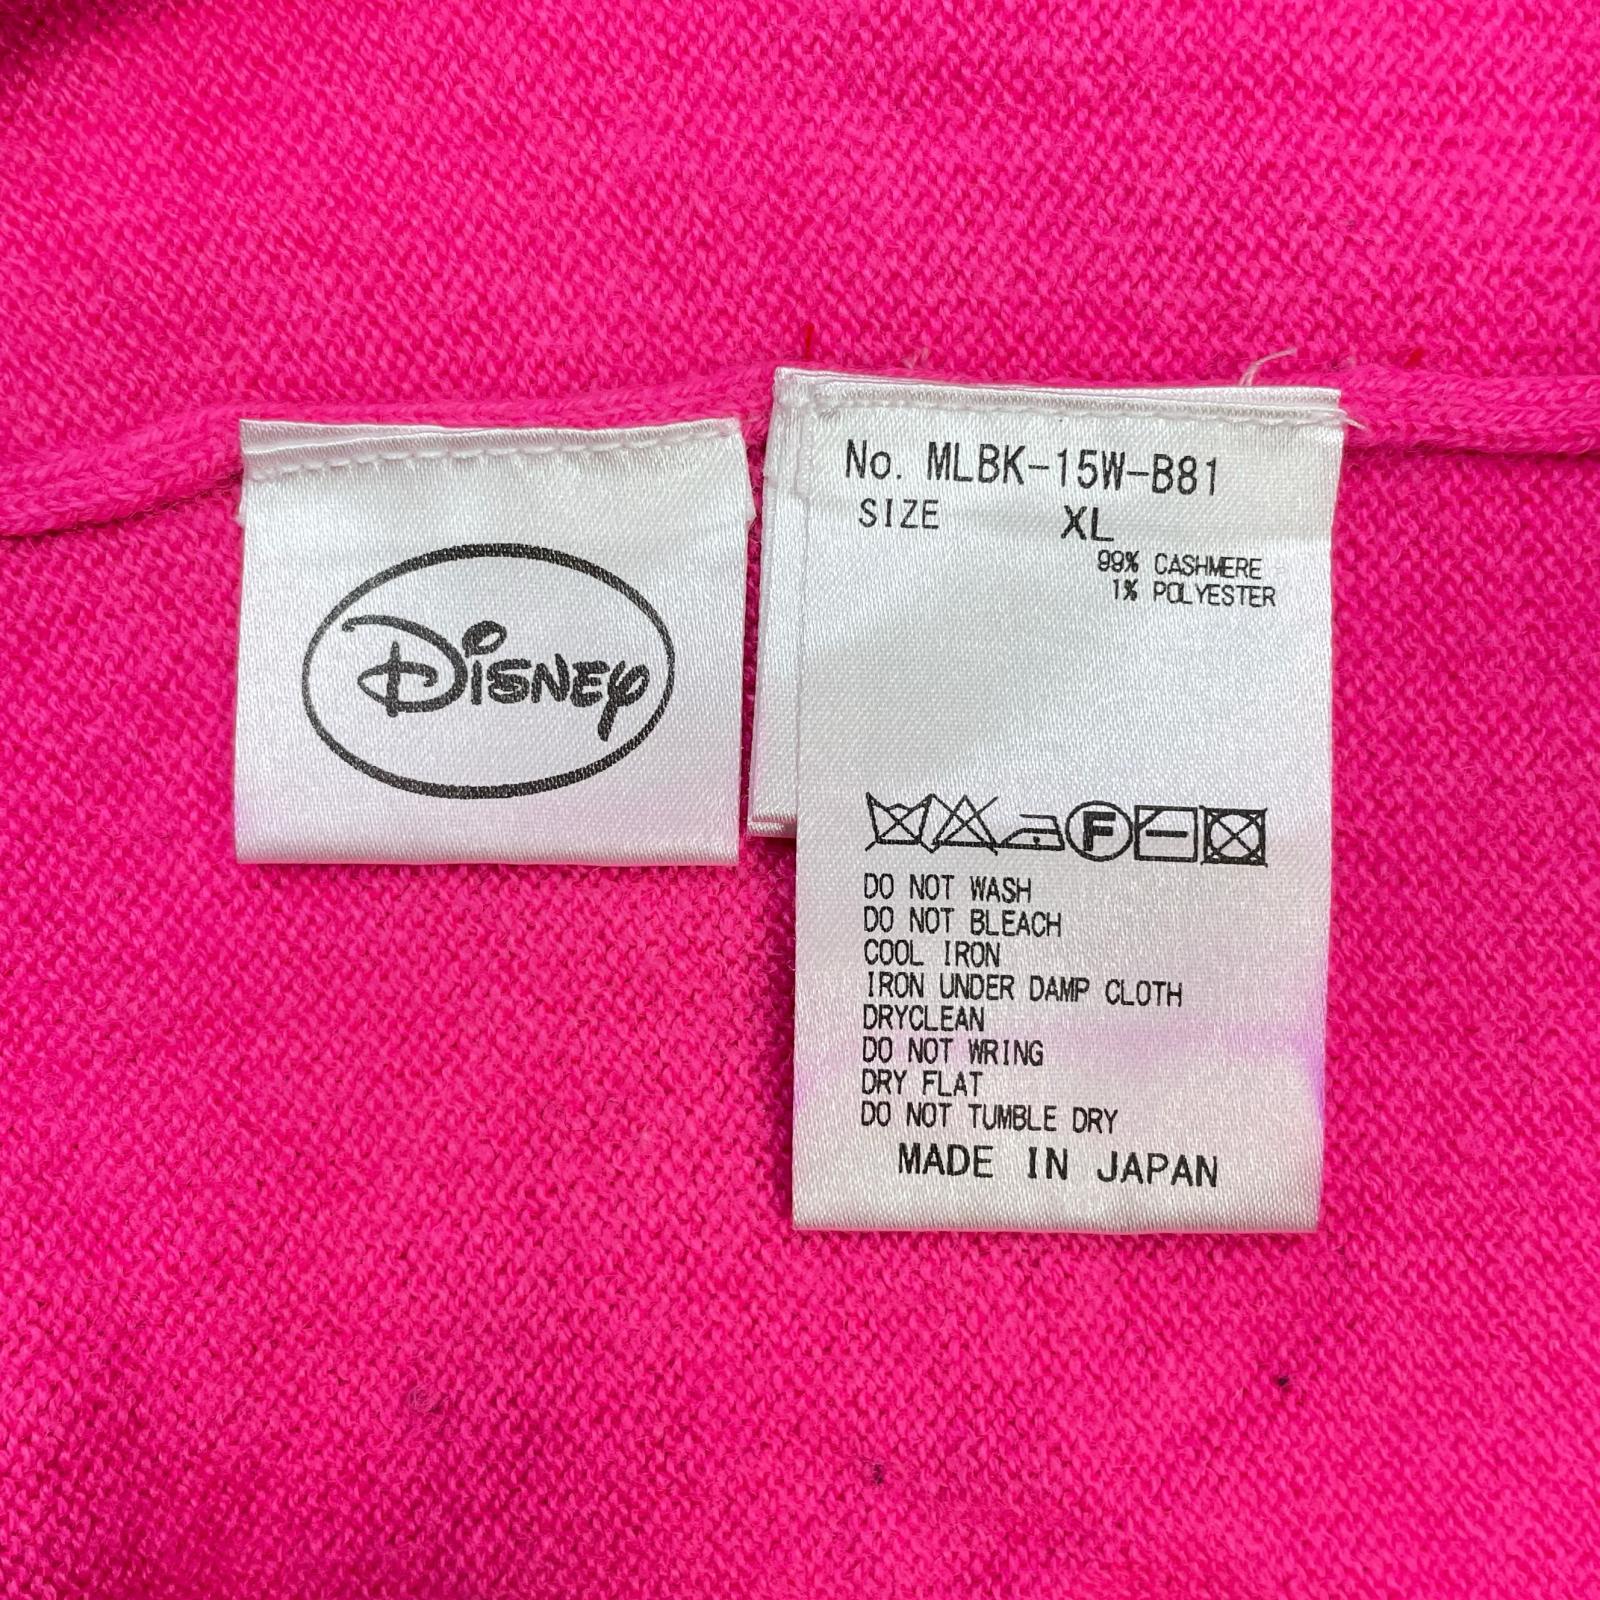 Disney
No. MLBK-15W-B81
SIZE XL
99% CASHMERE
1% POLYESTER
F
DO NOT WASH
DO NOT BLEACH
COOL IRON
IRON UNDER DAMP CLOTH
DRYCLEAN
DO NOT WRING
DRY FLAT
DO NOT TUMBLE DRY
MADE IN JAPAN